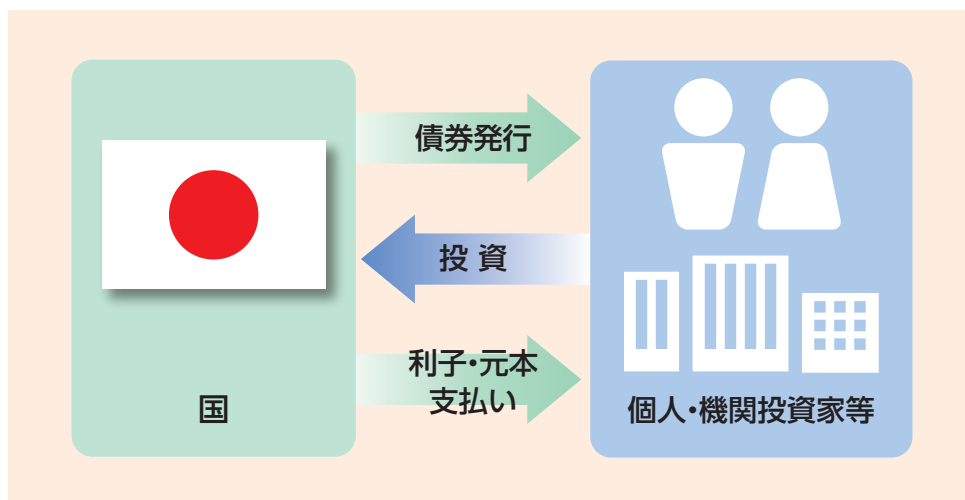 債券発行
投 資
利子・元本
支払い
国
個人・機関投資家等